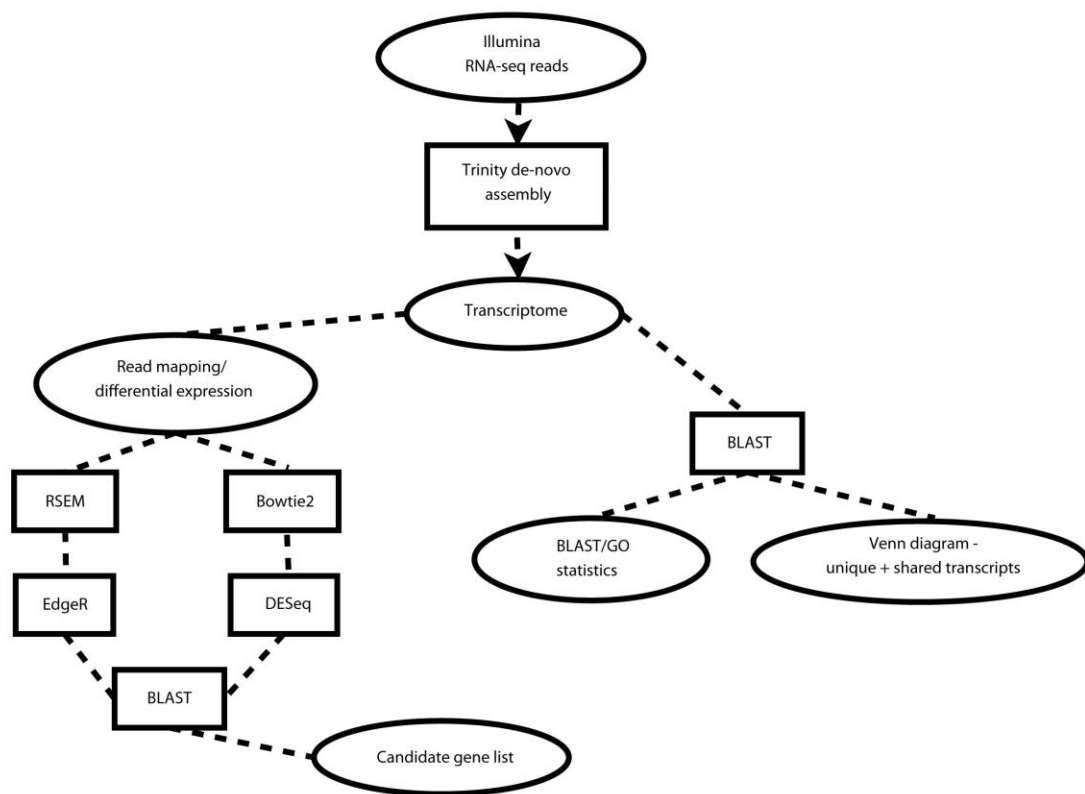 Illumina
RNA-seq reads
Trinity de-novo
assembly
Transcriptome
Read mapping/
differential expression
BLAST
RSEM
Bowtie2
BLAST/GO
statistics
Venn diagram -
unique + shared transcripts
EdgeR
DESeq
BLAST
Candidate gene list